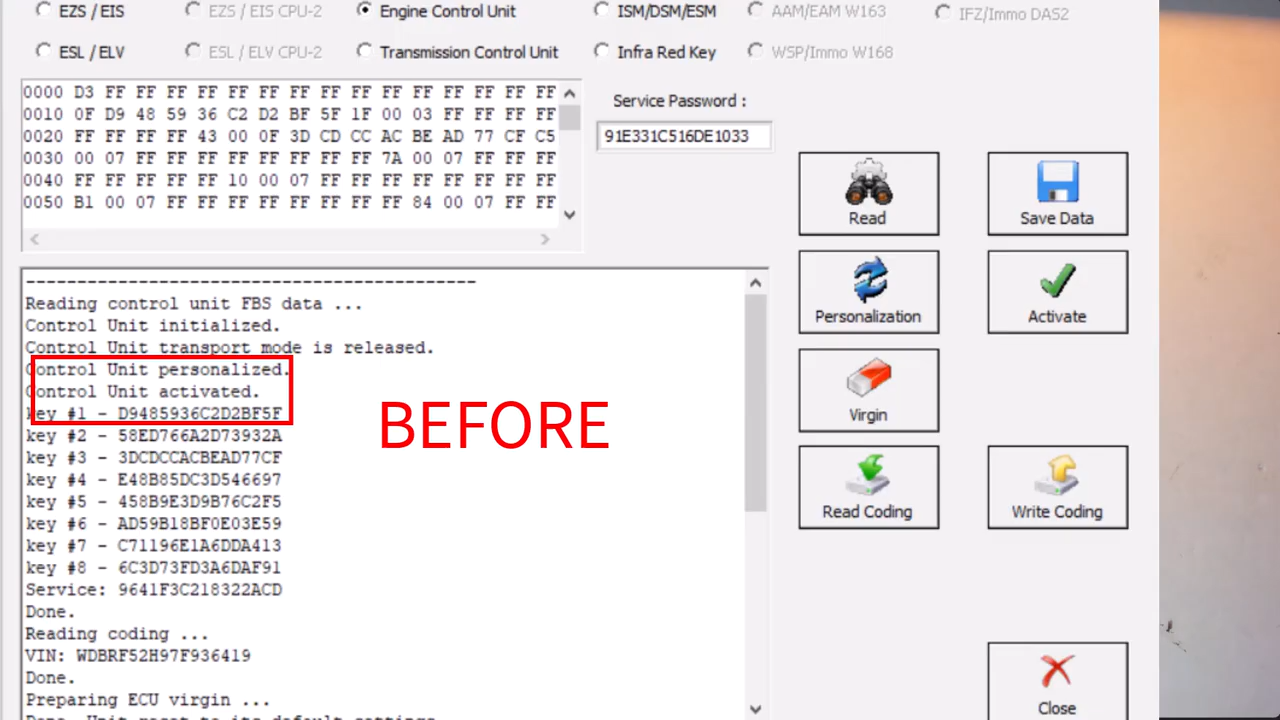 EZS / EIS EZS / EIS CPU-2 Engine Control Unit ISM/DSM/ESM AAM/EAM W163 IFZ/Immo DAS2
ESL / ELV ESL / ELV CPU-2 Transmission Control Unit Infra Red Key WSP/Immo W168
0000 D3 FF FF FF FF FF FF FF FF FF FF FF FF FF FF FF
0010 0F D9 48 59 36 C2 D2 BF 5F 1F 00 03 FF FF FF FF
0020 FF FF FF FF 43 00 0F 3D CD CC AC BE AD 77 CF C5
0030 00 07 FF FF FF FF FF FF FF FF 7A 00 07 FF FF FF
0040 FF FF FF FF FF 10 00 07 FF FF FF FF FF FF FF FF
0050 B1 00 07 FF FF FF FF FF FF FF FF 84 00 07 FF FF
Service Password :
91E331C516DE1033
Read
Save Data
Personalization
Activate
Virgin
Read Coding
Write Coding
Close
--------------------------------------------
Reading control unit FBS data ...
Control Unit initialized.
Control Unit transport mode is released.
Control Unit personalized.
Control Unit activated.
key #1 - D9485936C2D2BF5F
key #2 - 58ED766A2D73932A
key #3 - 3DCDCCACBEAD77CF
key #4 - E48B85DC3D546697
key #5 - 458B9E3D9B76C2F5
key #6 - AD59B18BF0E03E59
key #7 - C71196E1A6DDA413
key #8 - 6C3D73FD3A6DAF91
Service: 9641F3C218322ACD
Done.
Reading coding ...
VIN: WDBRF52H97F936419
Done.
Preparing ECU virgin ...
Done. Unit reset to its default settings
BEFORE